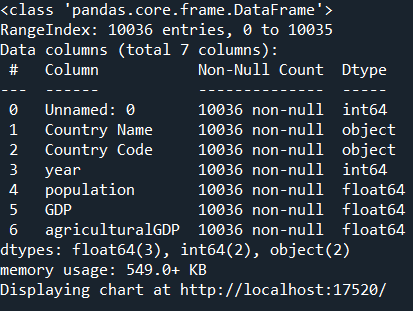 <class 'pandas.core.frame.DataFrame'>
RangeIndex: 10036 entries, 0 to 10035
Data columns (total 7 columns):
 #   Column          Non-Null Count  Dtype
---  ------          --------------  -----
 0   Unnamed: 0      10036 non-null  int64
 1   Country Name    10036 non-null  object
 2   Country Code    10036 non-null  object
 3   year            10036 non-null  int64
 4   population      10036 non-null  float64
 5   GDP             10036 non-null  float64
 6   agriculturalGDP 10036 non-null  float64
dtypes: float64(3), int64(2), object(2)
memory usage: 549.0+ KB
Displaying chart at http://localhost:17520/